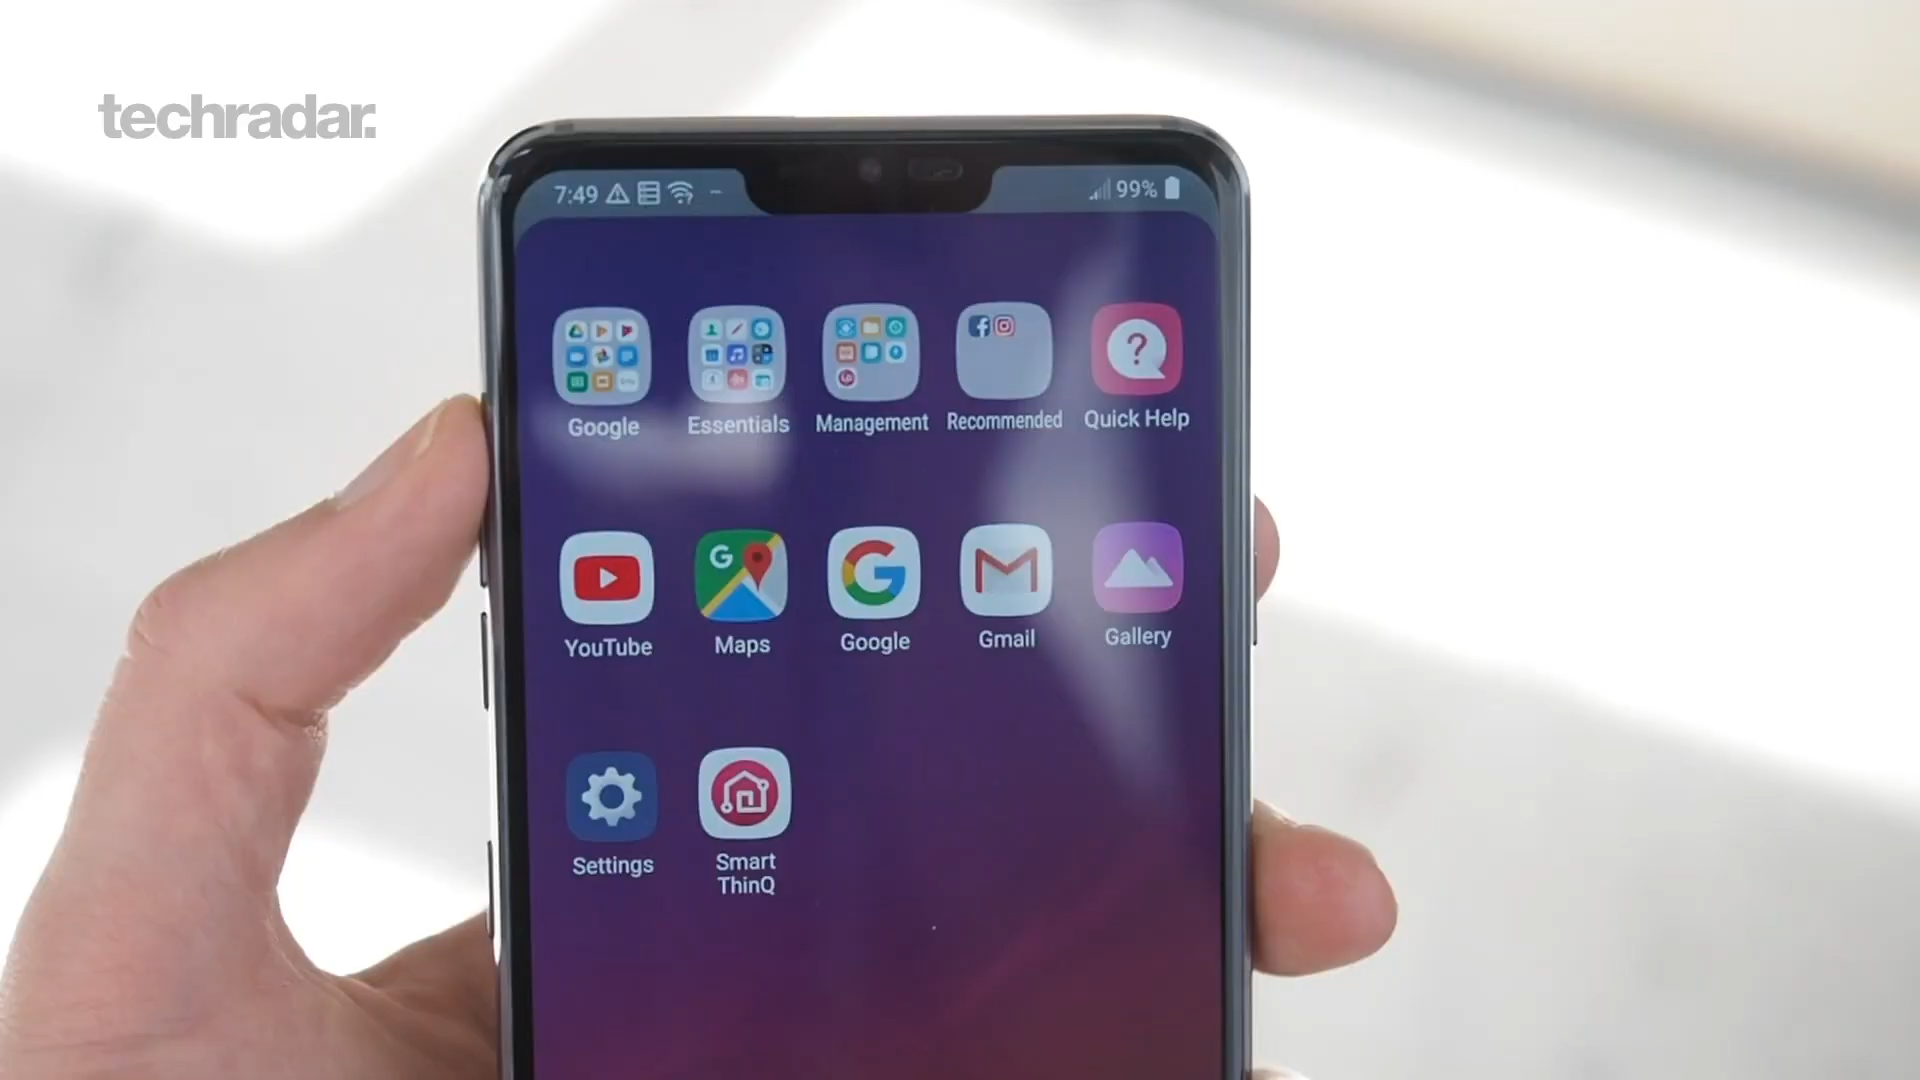 techradar.
7:49
99%
Google
Essentials
Management
Recommended
Quick Help
G
YouTube
Maps
Google
Gmail
Gallery
Settings
Smart
ThinQ